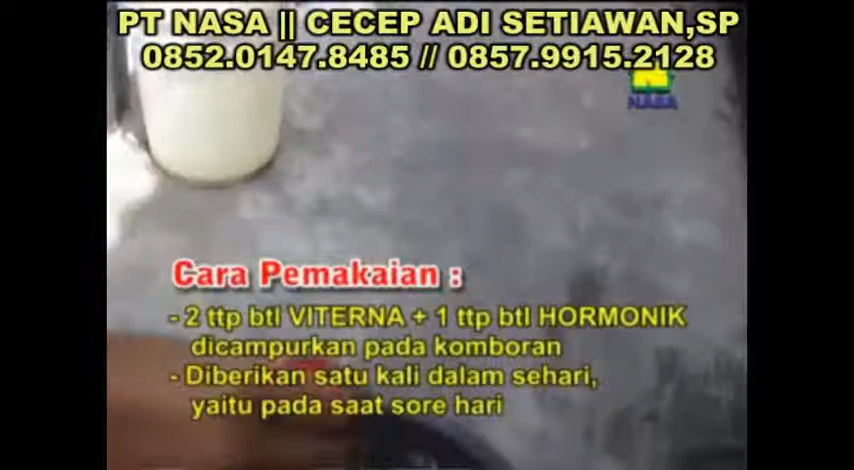 PT NASA || CECEP ADI SETIAWAN,SP
0852.0147.8485 // 0857.9915.2128
NASA
Cara Pemakaian :
- 2 ttp btl VITERNA + 1 ttp btl HORMONIK
dicampurkan pada komboran
- Diberikan satu kali dalam sehari,
yaitu pada saat sore hari